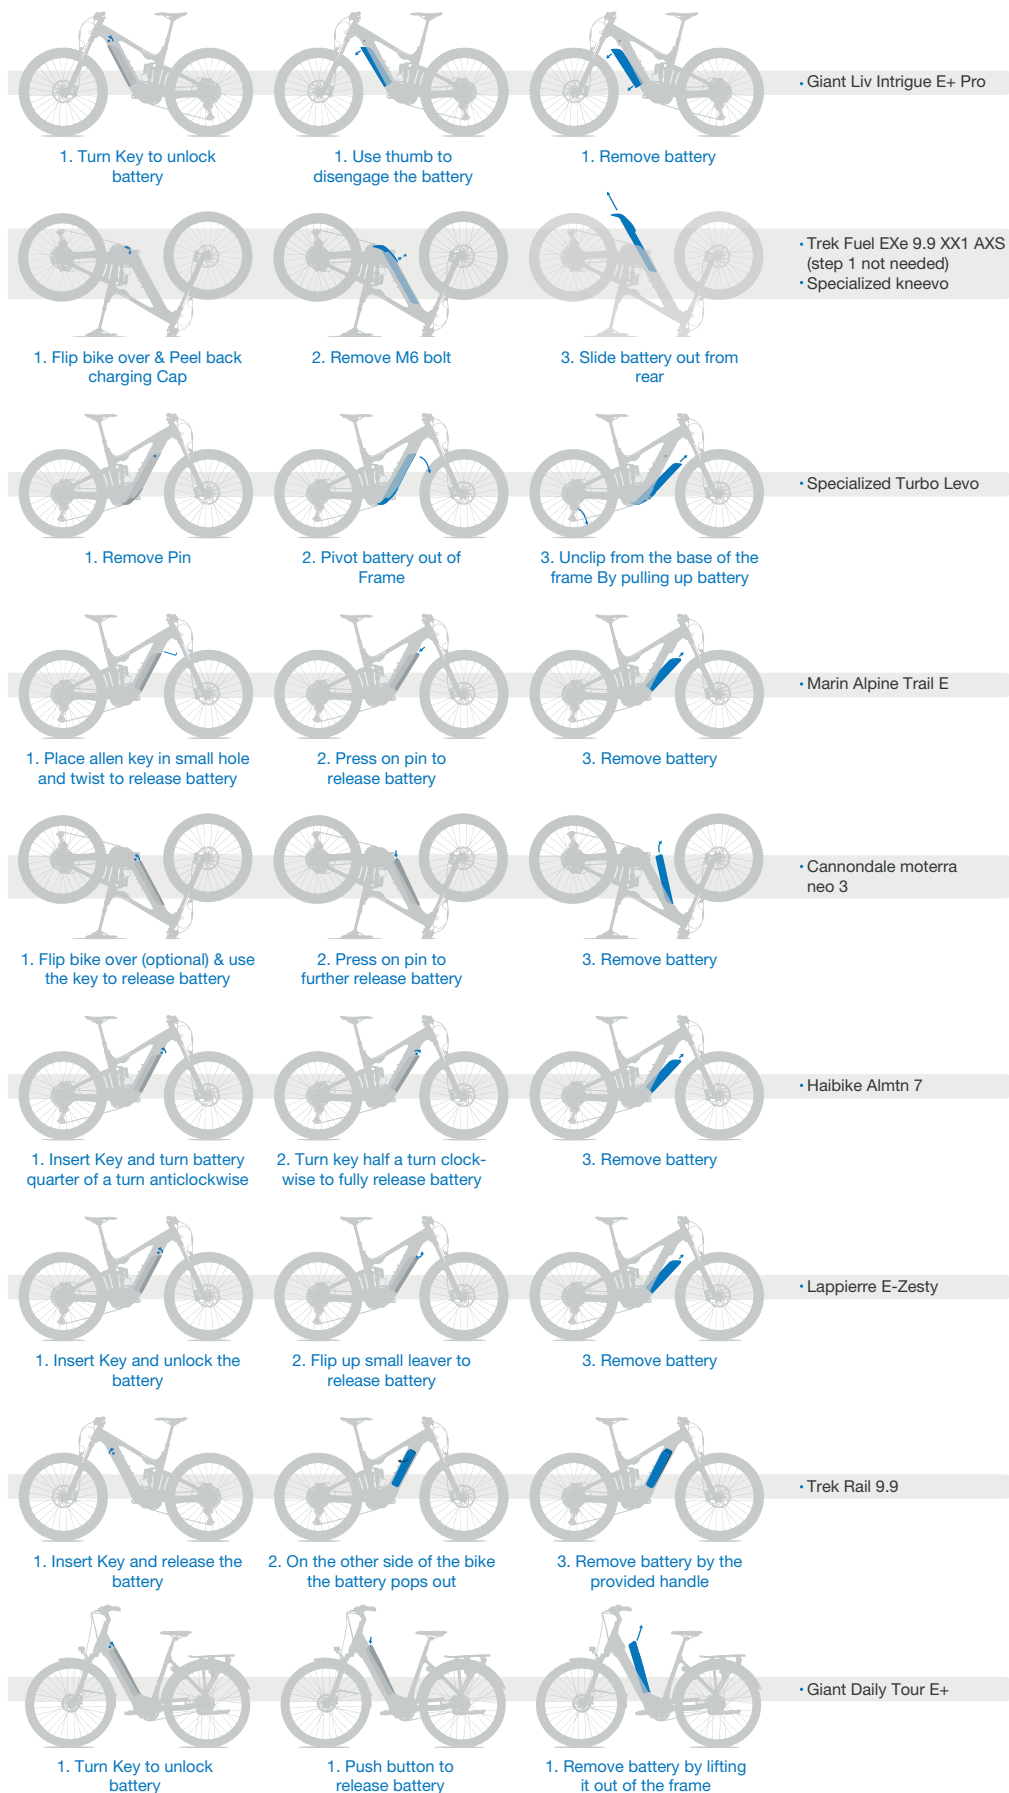 1. Turn Key to unlock
battery
1. Use thumb to
disengage the battery
1. Remove battery
• Giant Liv Intrigue E+ Pro
1. Flip bike over & Peel back
charging Cap
2. Remove M6 bolt
3. Slide battery out from
rear
• Trek Fuel EXe 9.9 XX1 AXS
(step 1 not needed)
• Specialized kneevo
1. Remove Pin
2. Pivot battery out of
Frame
3. Unclip from the base of the
frame By pulling up battery
• Specialized Turbo Levo
1. Place allen key in small hole
and twist to release battery
2. Press on pin to
release battery
3. Remove battery
• Marin Alpine Trail E
1. Flip bike over (optional) & use
the key to release battery
2. Press on pin to
further release battery
3. Remove battery
• Cannondale moterra
neo 3
1. Insert Key and turn battery
quarter of a turn anticlockwise
2. Turn key half a turn clock-
wise to fully release battery
3. Remove battery
• Haibike Almtn 7
1. Insert Key and unlock the
battery
2. Flip up small leaver to
release battery
3. Remove battery
• Lappierre E-Zesty
1. Insert Key and release the
battery
2. On the other side of the bike
the battery pops out
3. Remove battery by the
provided handle
• Trek Rail 9.9
1. Turn Key to unlock
battery
1. Push button to
release battery
1. Remove battery by lifting
it out of the frame
• Giant Daily Tour E+